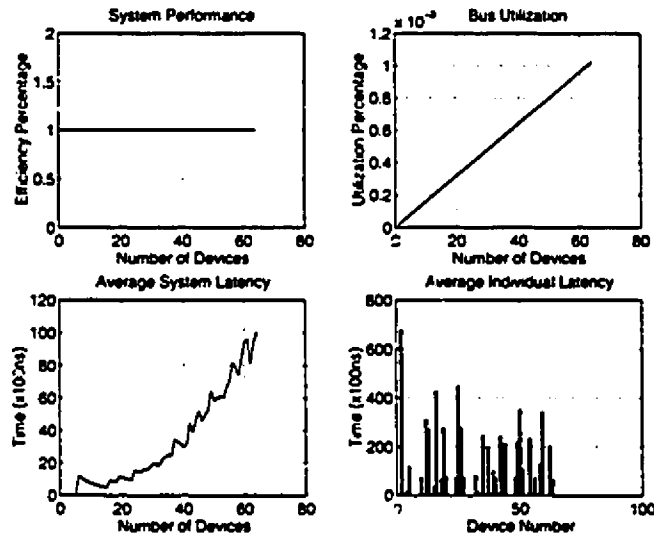 System Performance
2
1.5
1
0.5
0
0 20 40 60 80
Efficiency Percentage
Number of Devices
Bus Utilization
x 10
1.2
1
0.8
0.6
0.4
0.2
0
0 20 40 60 80
Utilization Percentage
Number of Devices
Average System Latency
120
100
80
60
40
20
0
0 20 40 60 80
Time (x100ns)
Number of Devices
Average Individual Latency
800
600
400
200
0
0 50 100
Time (x100ns)
Device Number